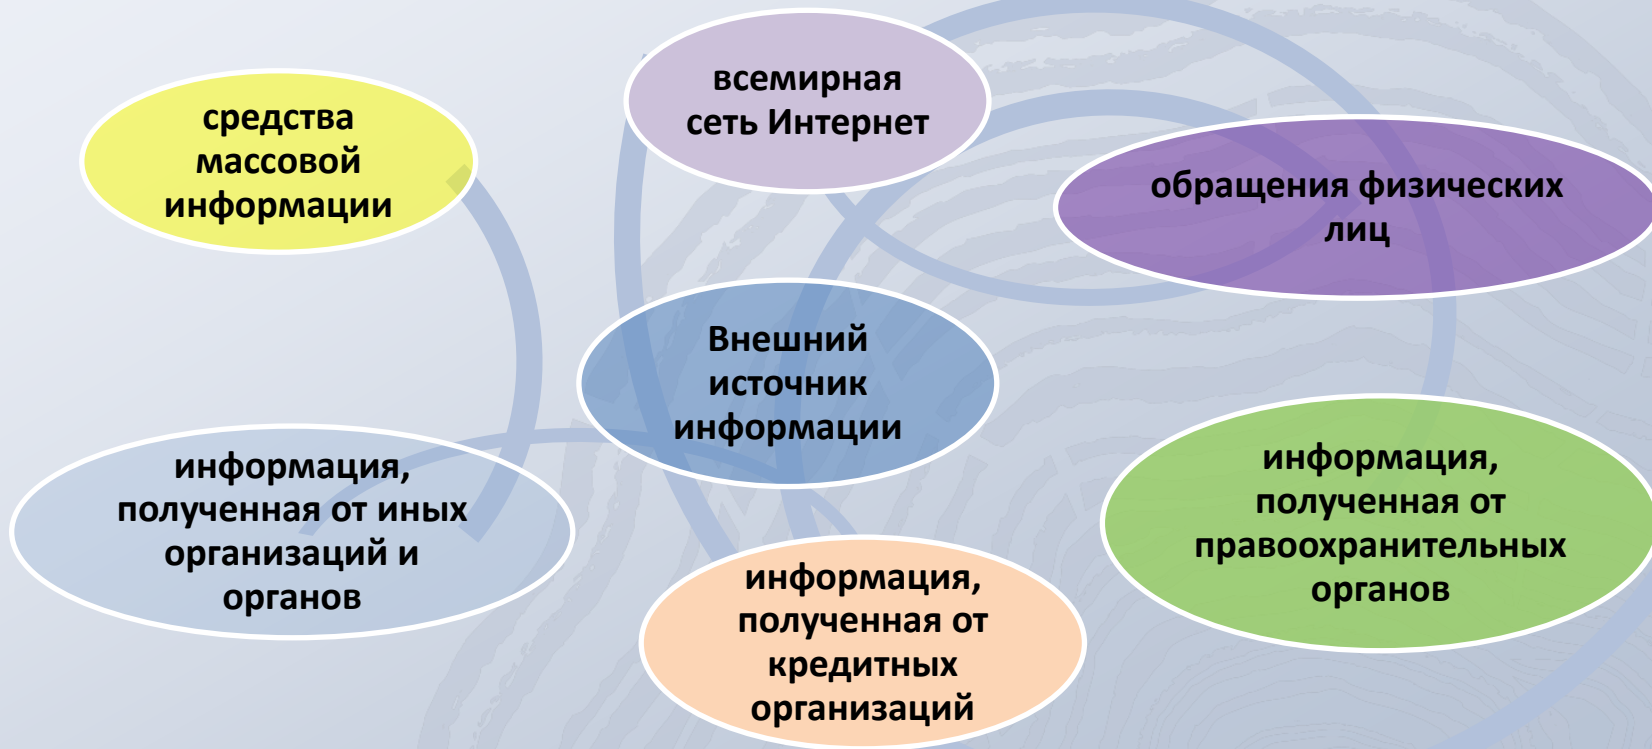 всемирная
сеть Интернет
средства
массовой
информации
обращения физических
лиц
Внешний
источник
информации
информация,
полученная от иных
организаций и
органов
информация,
полученная от
правоохранительных
органов
информация,
полученная от
кредитных
организаций